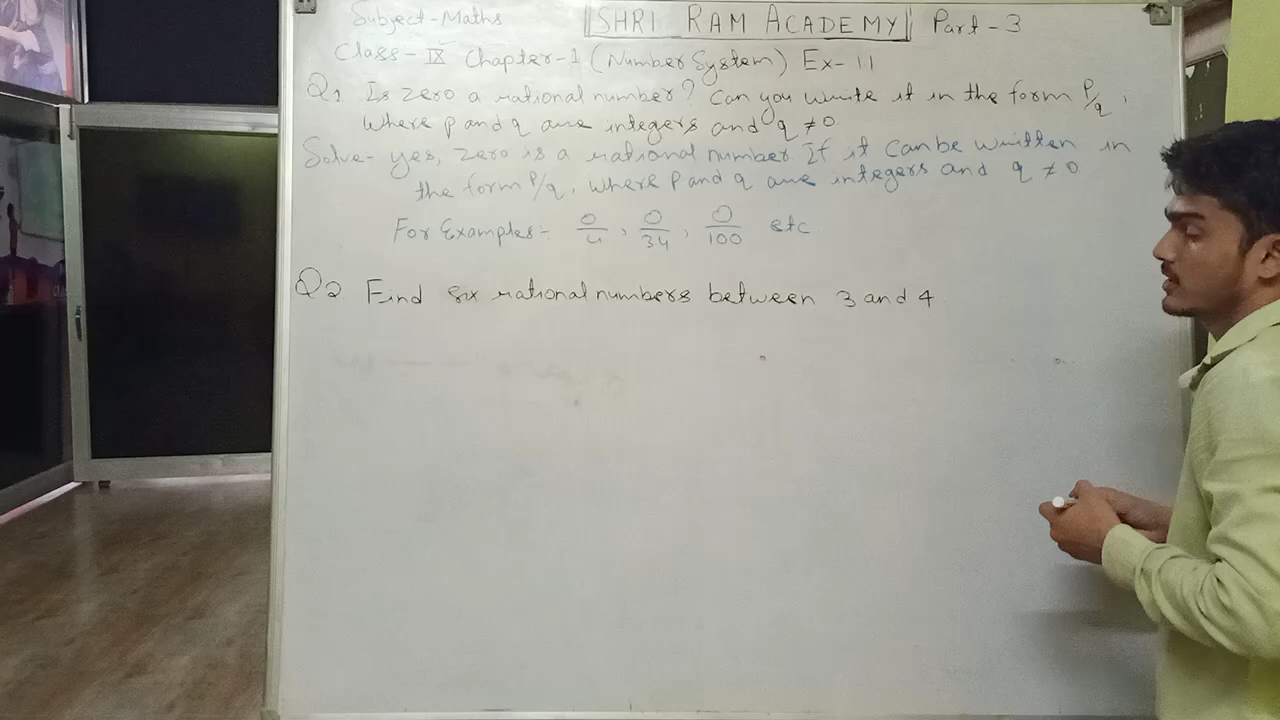 Subject-Maths SHRI RAM ACADEMY Part-3
Class-IX Chapter-1 (Number System) Ex-1.1
Q1 Is zero a rational number? Can you write it in the form P/q,
where p and q are integers and q ≠ 0
Solve- yes, zero is a rational number. If it can be written in
the form P/q, where p and q are integers and q ≠ 0
For Examples:- 0/4, 0/34, 0/100 etc
Q2 Find six rational numbers between 3 and 4